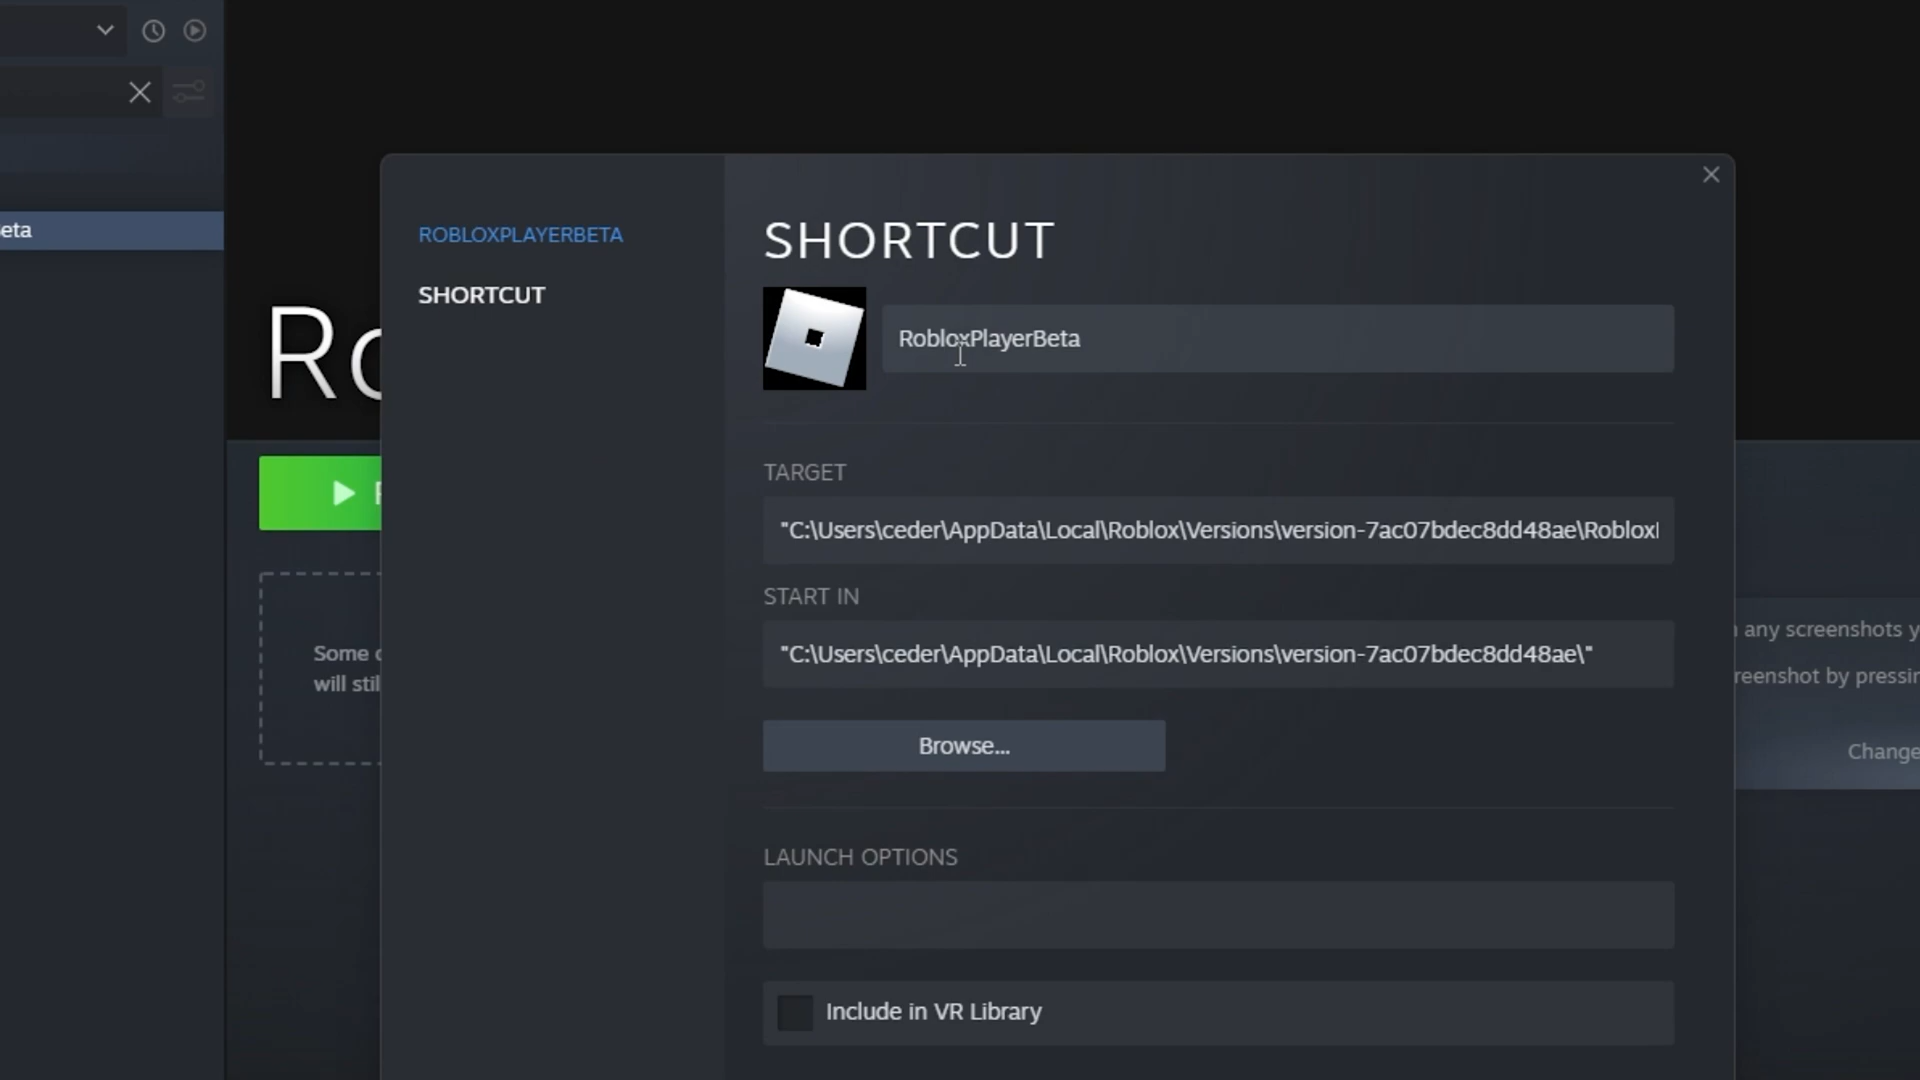 eta
Ro
ROBLOXPLAYERBETA
SHORTCUT
SHORTCUT
RobloxPlayerBeta
TARGET
"C:\Users\ceder\AppData\Local\Roblox\Versions\version-7ac07bdec8dd48ae\Roblox
START IN
"C:\Users\ceder\AppData\Local\Roblox\Versions\version-7ac07bdec8dd48ae\"
Browse...
LAUNCH OPTIONS
Include in VR Library
Some
will stil
any screenshots y
reenshot by pressin
Change